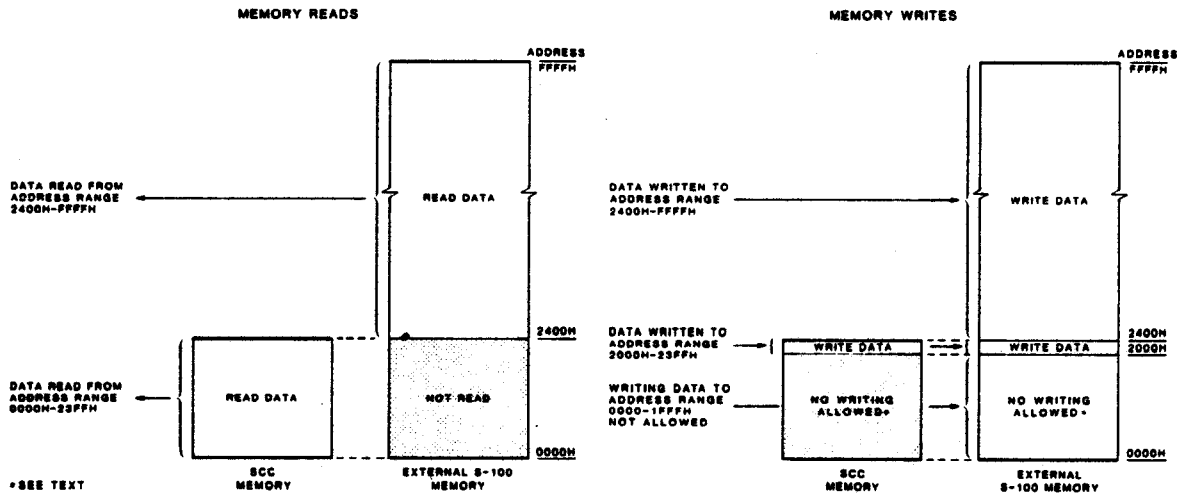 MEMORY READS
ADDRESS
FFFFH
DATA READ FROM
ADDRESS RANGE
2400H-FFFFH
READ DATA
2400H
DATA READ FROM
ADDRESS RANGE
0000H-23FFH
READ DATA
NOT READ
0000H
SCC
MEMORY
EXTERNAL S-100
MEMORY
*SEE TEXT
MEMORY WRITES
ADDRESS
FFFFH
DATA WRITTEN TO
ADDRESS RANGE
2400H-FFFFH
WRITE DATA
DATA WRITTEN TO
ADDRESS RANGE
2000H-23FFH
WRITE DATA
WRITE DATA
2400H
2000H
WRITING DATA TO
ADDRESS RANGE
0000-1FFFH
NOT ALLOWED
NO WRITING
ALLOWED*
NO WRITING
ALLOWED*
0000H
SCC
MEMORY
EXTERNAL
S-100 MEMORY